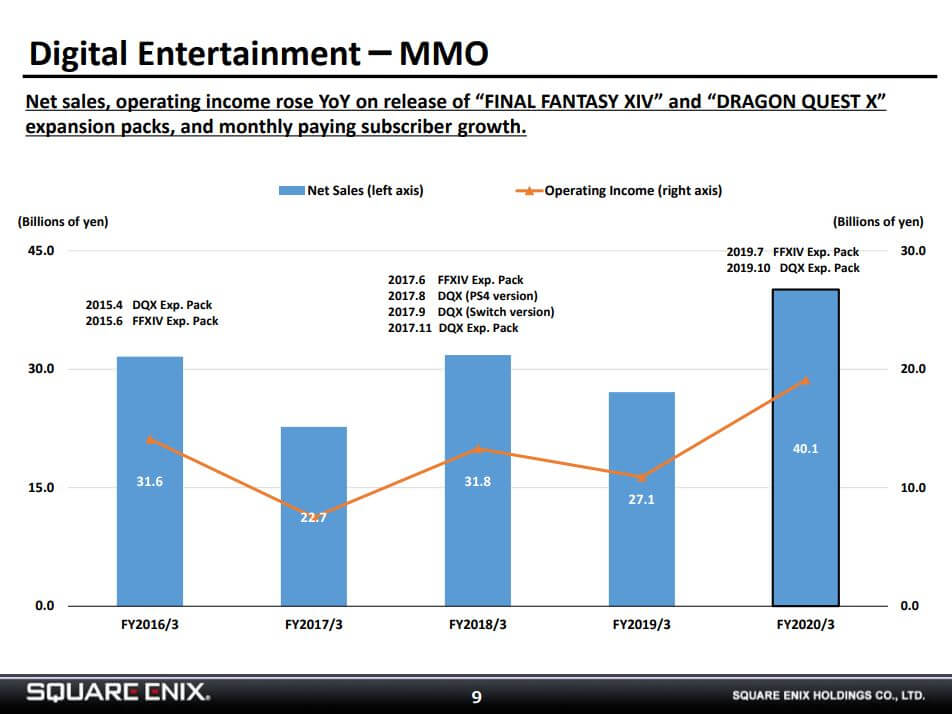 Digital Entertainment – MMO
Net sales, operating income rose YoY on release of “FINAL FANTASY XIV” and “DRAGON QUEST X”
expansion packs, and monthly paying subscriber growth.
Net Sales (left axis)
Operating Income (right axis)
(Billions of yen)
(Billions of yen)
45.0
30.0
15.0
0.0
2015.4 DQX Exp. Pack
2015.6 FFXIV Exp. Pack
2017.6 FFXIV Exp. Pack
2017.8 DQX (PS4 version)
2017.9 DQX (Switch version)
2017.11 DQX Exp. Pack
2019.7 FFXIV Exp. Pack
2019.10 DQX Exp. Pack
30.0
20.0
10.0
0.0
31.6
22.7
31.8
27.1
40.1
FY2016/3
FY2017/3
FY2018/3
FY2019/3
FY2020/3
SQUARE ENIX.
9
SQUARE ENIX HOLDINGS CO., LTD.